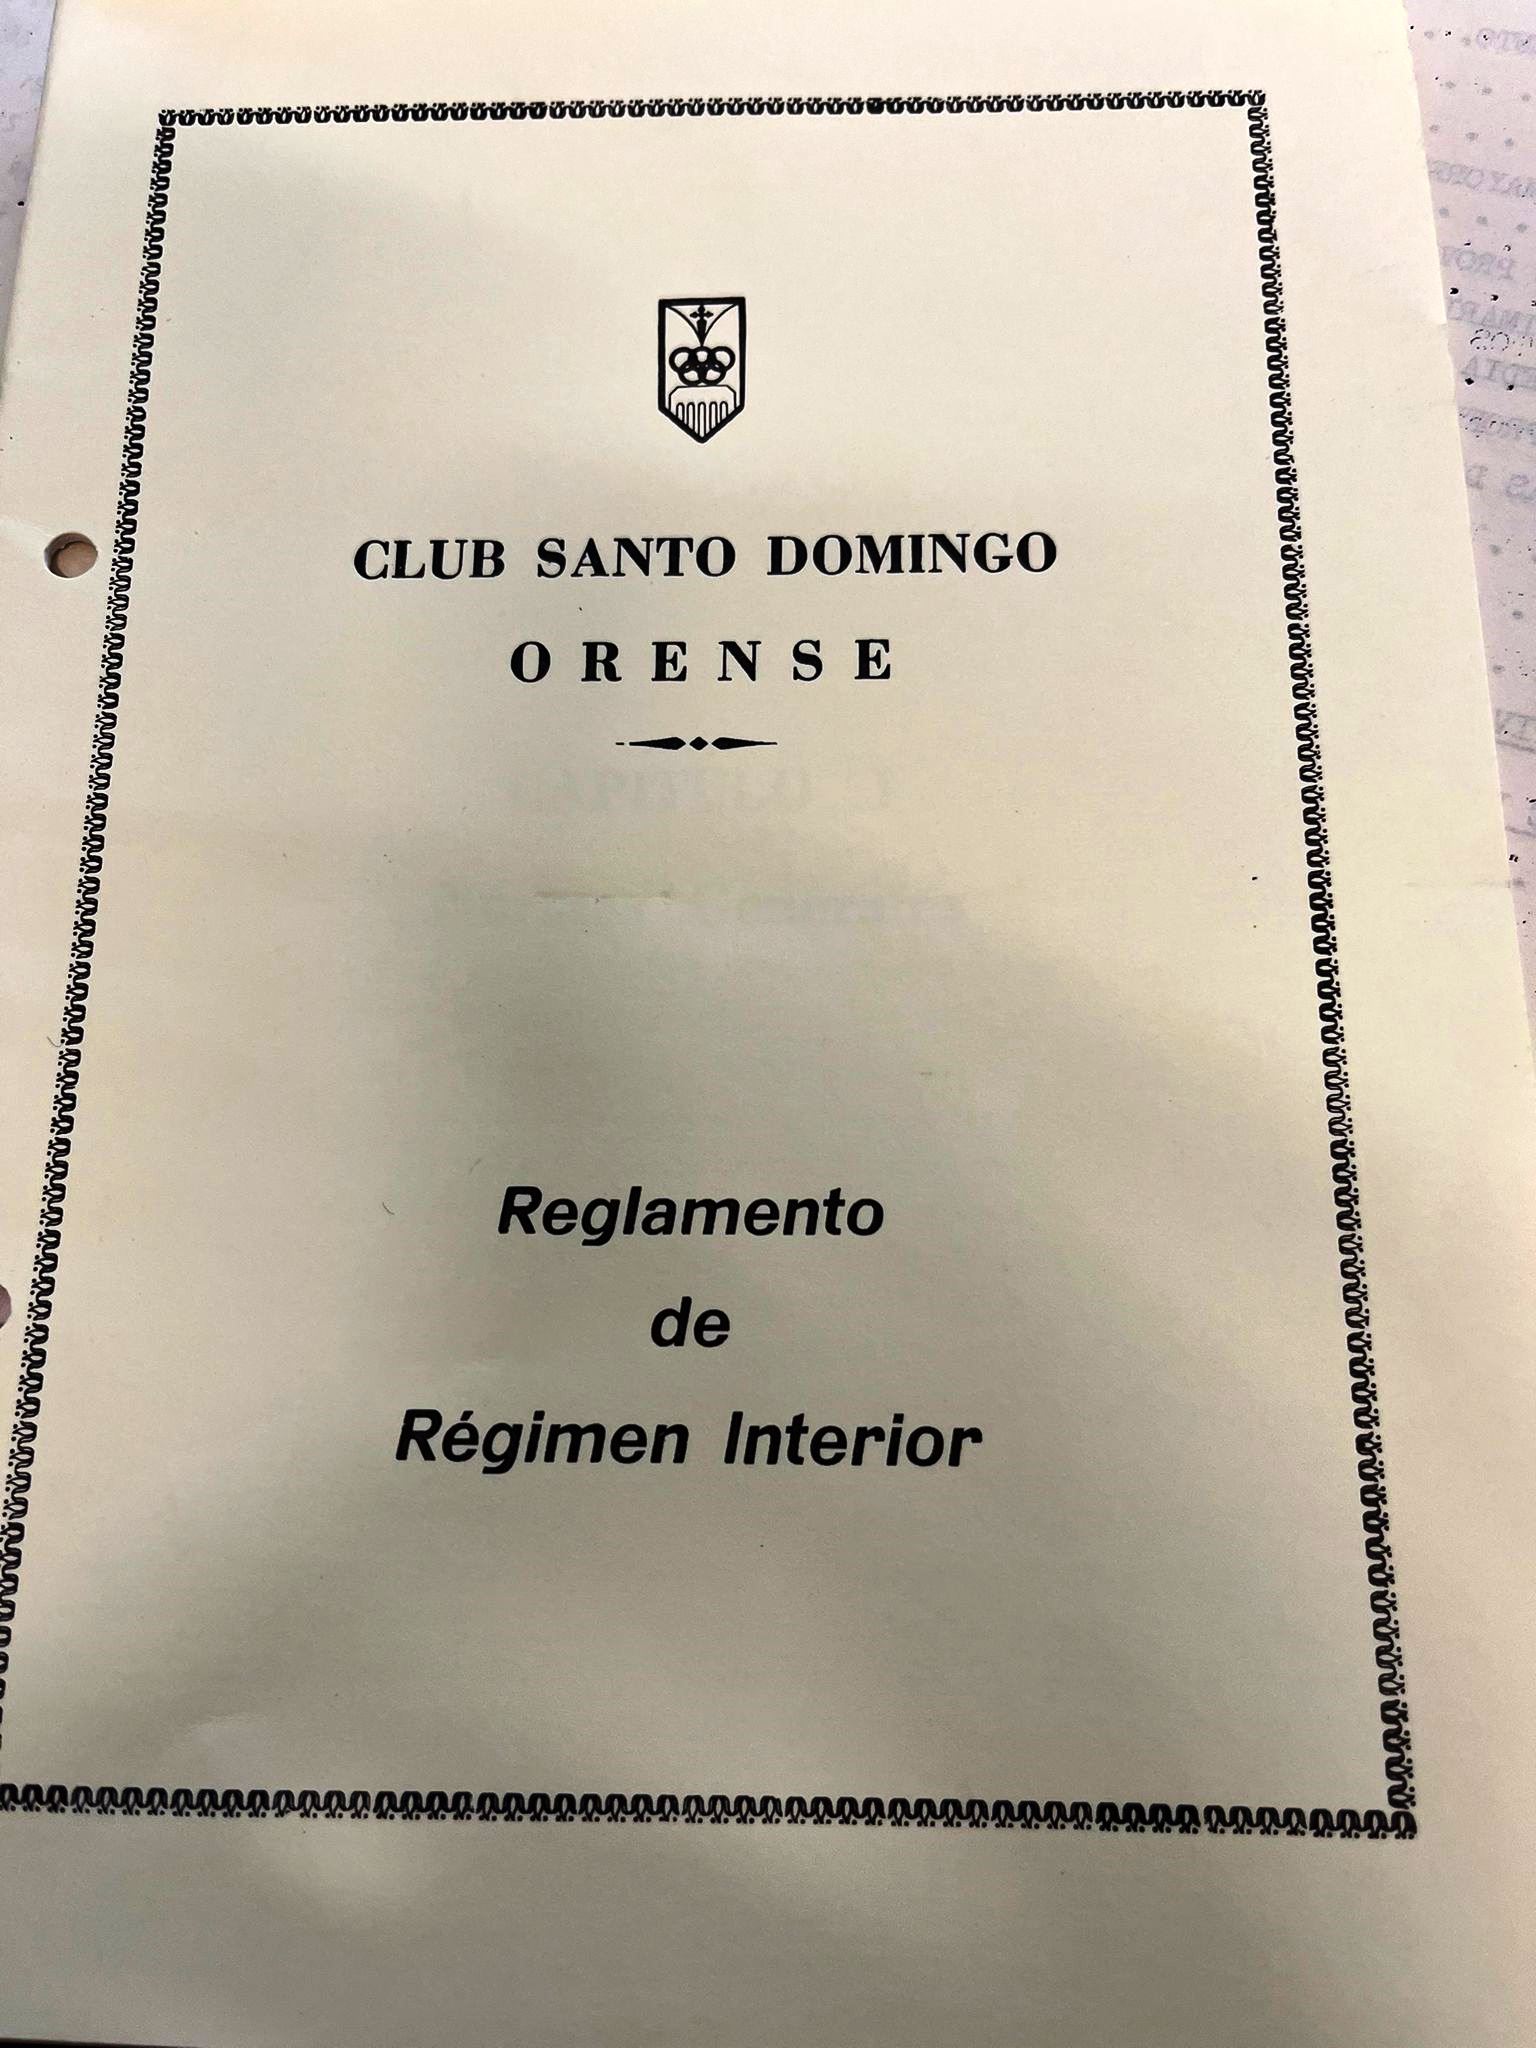 CLUB SANTO DOMINGO
ORENSE
Reglamento
de
Régimen Interior